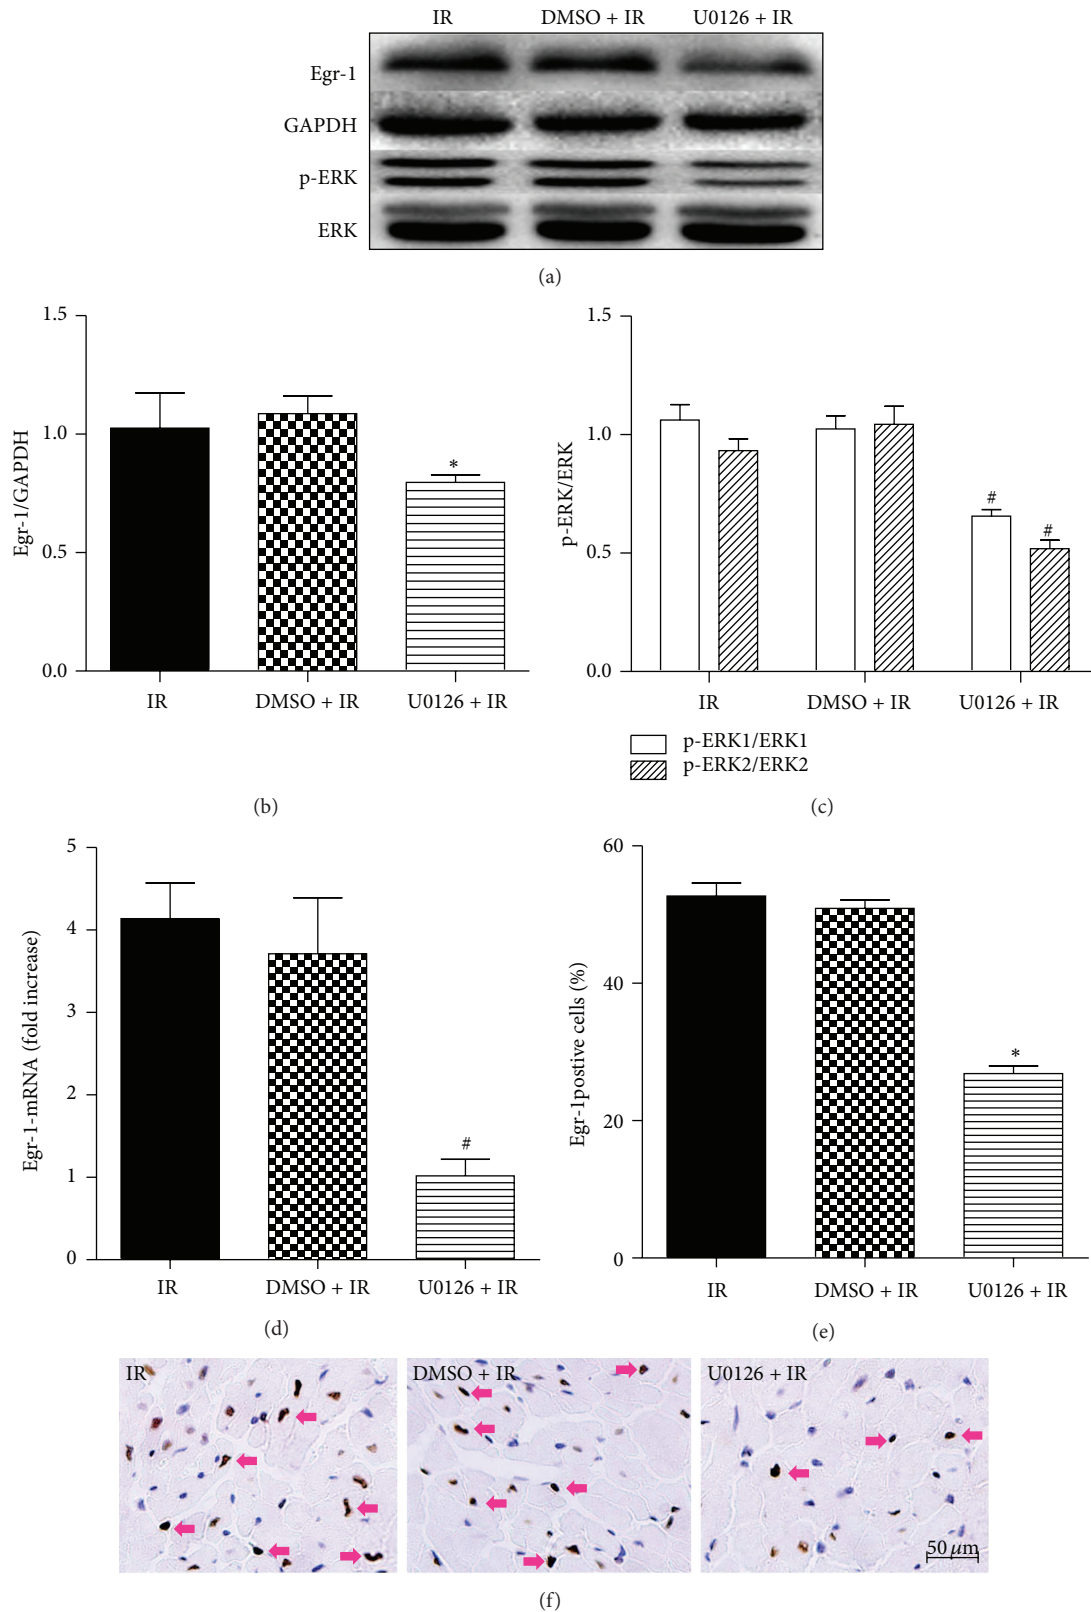 IR DMSO + IR U0126 + IR
Egr-1
GAPDH
p-ERK
ERK
(a)
1.5
1.0
0.5
0.0
Egr-1/GAPDH
*
IR DMSO + IR U0126 + IR
(b)
1.5
1.0
0.5
0.0
p-ERK/ERK
#
#
IR DMSO + IR U0126 + IR
p-ERK1/ERK1
p-ERK2/ERK2
(c)
5
4
3
2
1
0
Egr-1-mRNA (fold increase)
#
IR DMSO + IR U0126 + IR
(d)
60
40
20
0
Egr-1postive cells (%)
*
IR DMSO + IR U0126 + IR
(e)
IR DMSO + IR U0126 + IR
50 μm
(f)